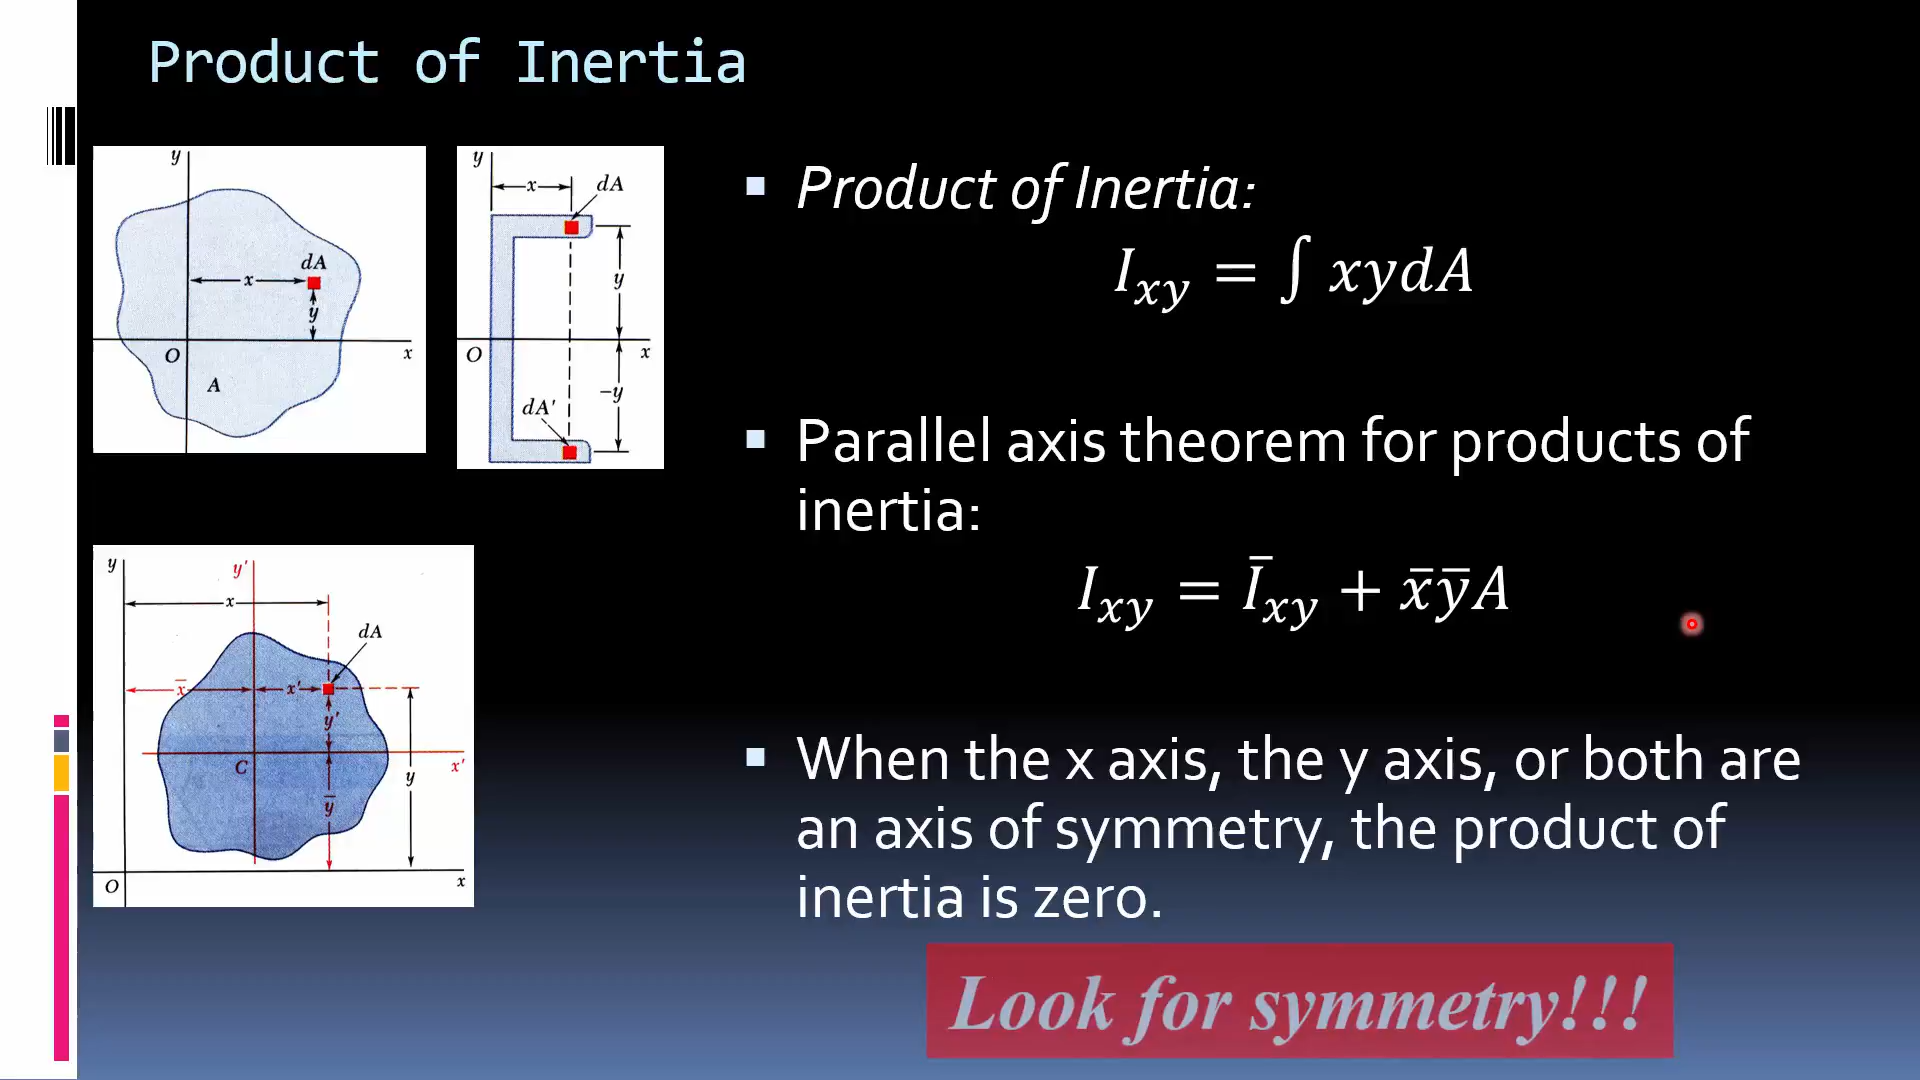 Product of Inertia
y
x
dA
x
y
O
x
A
y
x
dA
y
O
x
-y
dA'
▪ Product of Inertia:
I_xy = ∫ xydA
▪ Parallel axis theorem for products of
inertia:
I_xy = Ī_xy + x̄ȳA
y
y'
x
dA
x̄
x'
y'
C
x'
ȳ
y
O
x
▪ When the x axis, the y axis, or both are
an axis of symmetry, the product of
inertia is zero.
Look for symmetry!!!